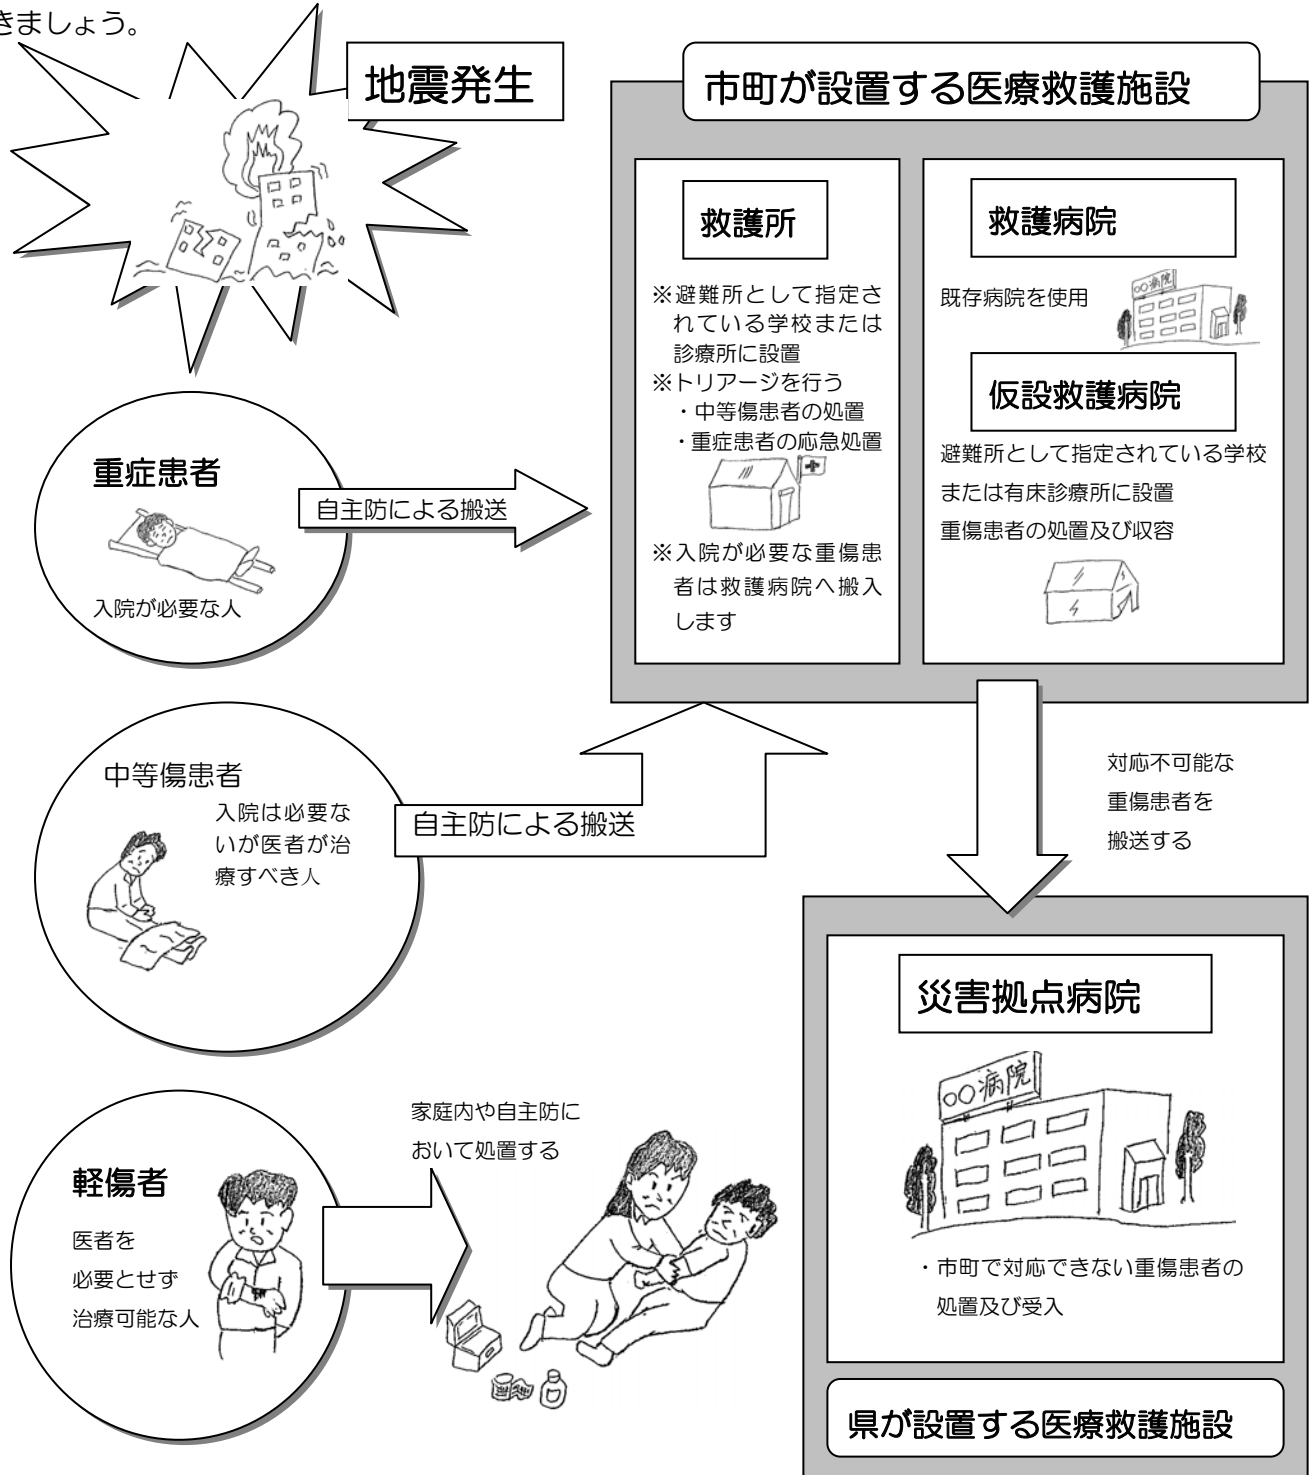 きましょう。
地震発生
市町が設置する医療救護施設
救護所
※避難所として指定さ
れている学校または
診療所に設置
※トリアージを行う
・中等傷患者の処置
・重症患者の応急処置
※入院が必要な重傷患
者は救護病院へ搬入
します
救護病院
既存病院を使用
○○病院
仮設救護病院
避難所として指定されている学校
または有床診療所に設置
重傷患者の処置及び収容
重症患者
入院が必要な人
自主防による搬送
中等傷患者
入院は必要な
いが医者が治
療すべき人
自主防による搬送
対応不可能な
重傷患者を
搬送する
軽傷者
医者を
必要とせず
治療可能な人
家庭内や自主防に
おいて処置する
災害拠点病院
○○病院
・市町で対応できない重傷患者の
処置及び受入
県が設置する医療救護施設